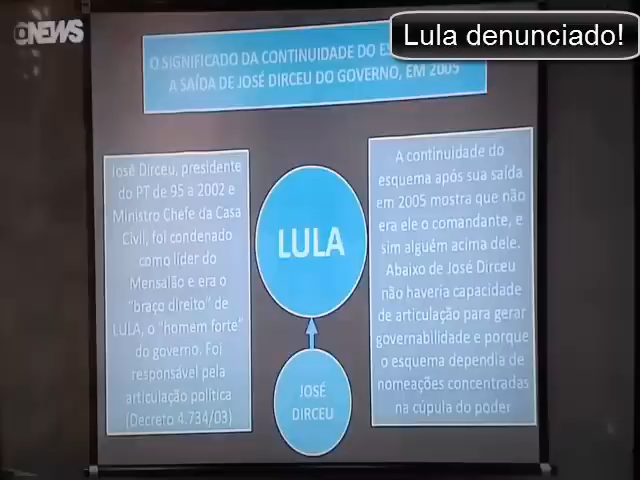 NEWS
Lula denunciado!
O SIGNIFICADO DA CONTINUIDADE DO
A SAÍDA DE JOSÉ DIRCEU DO GOVERNO, EM 2005
José Dirceu, presidente
do PT de 95 a 2002 e
Ministro Chefe da Casa
Civil, foi condenado
como líder do
Mensalão e era o
"braço direito" de
LULA, o "homem forte"
do governo. Foi
responsável pela
articulação política
(Decreto 4.734/03)
LULA
JOSÉ
DIRCEU
A continuidade do
esquema após sua saída
em 2005 mostra que não
era ele o comandante, e
sim alguém acima dele.
Abaixo de José Dirceu
não haveria capacidade
de articulação para gerar
governabilidade e porque
o esquema dependia de
nomeações concentradas
na cúpula do poder